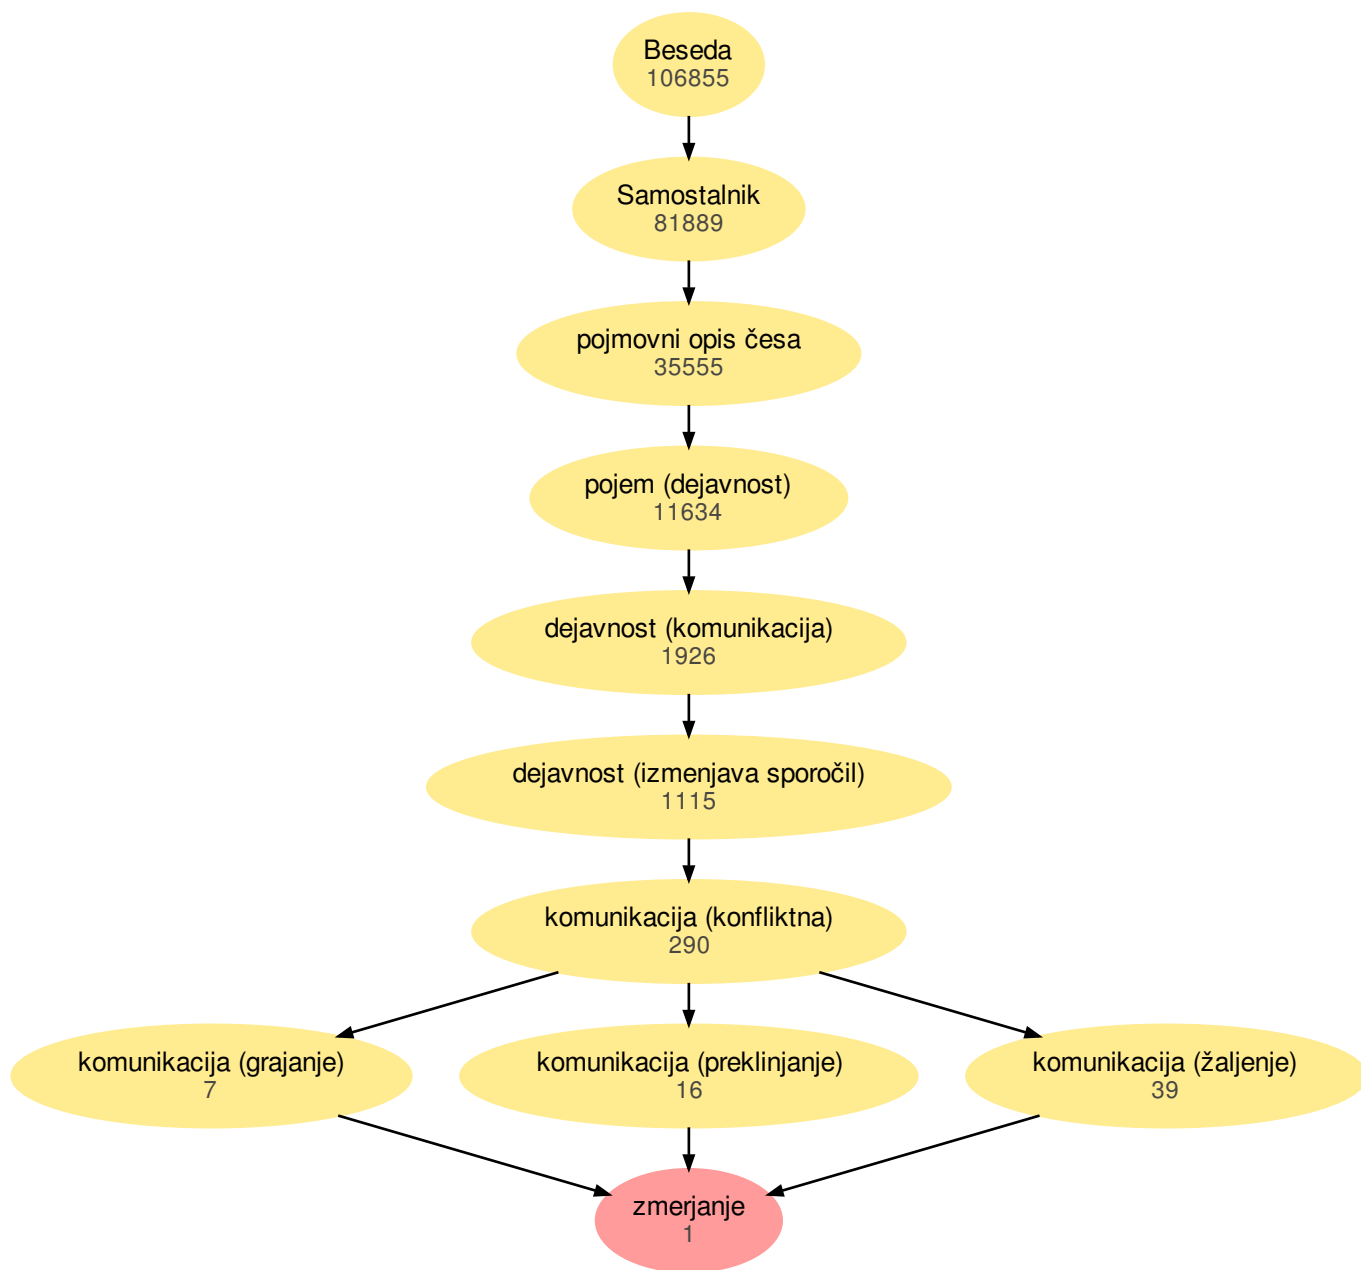 Beseda
106855
Samostalnik
81889
pojmovni opis česa
35555
pojem (dejavnost)
11634
dejavnost (komunikacija)
1926
dejavnost (izmenjava sporočil)
1115
komunikacija (konfliktna)
290
komunikacija (grajanje)
7
komunikacija (preklinjanje)
16
komunikacija (žaljenje)
39
zmerjanje
1